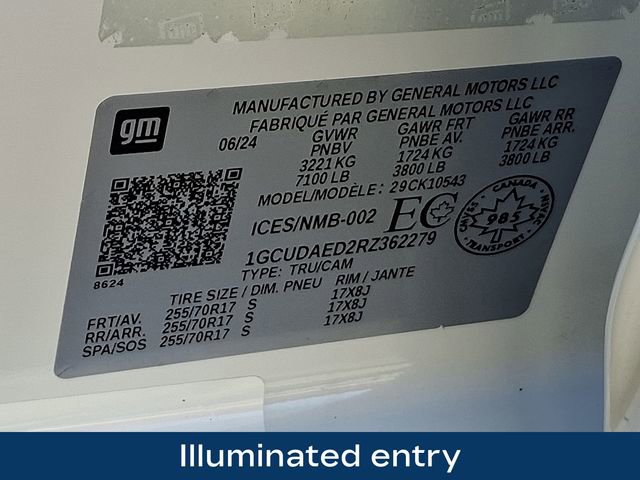 gm
MANUFACTURED BY GENERAL MOTORS LLC
FABRIQUÉ PAR GENERAL MOTORS LLC
06/24 GVWR GAWR FRT GAWR RR
PNBV PNBE AV. PNBE ARR.
3221 KG 1724 KG 1724 KG
7100 LB 3800 LB 3800 LB
MODEL/MODÈLE: 29CK10543
ICES/NMB-002 EC
CANADA
CMVSS 985 NSVAC
TRANSPORT
1GCUDAED2RZ362279
8624 TYPE: TRU/CAM
TIRE SIZE / DIM. PNEU RIM / JANTE
FRT/AV. 255/70R17 S 17X8J
RR/ARR. 255/70R17 S 17X8J
SPA/SOS 255/70R17 S 17X8J
Illuminated entry